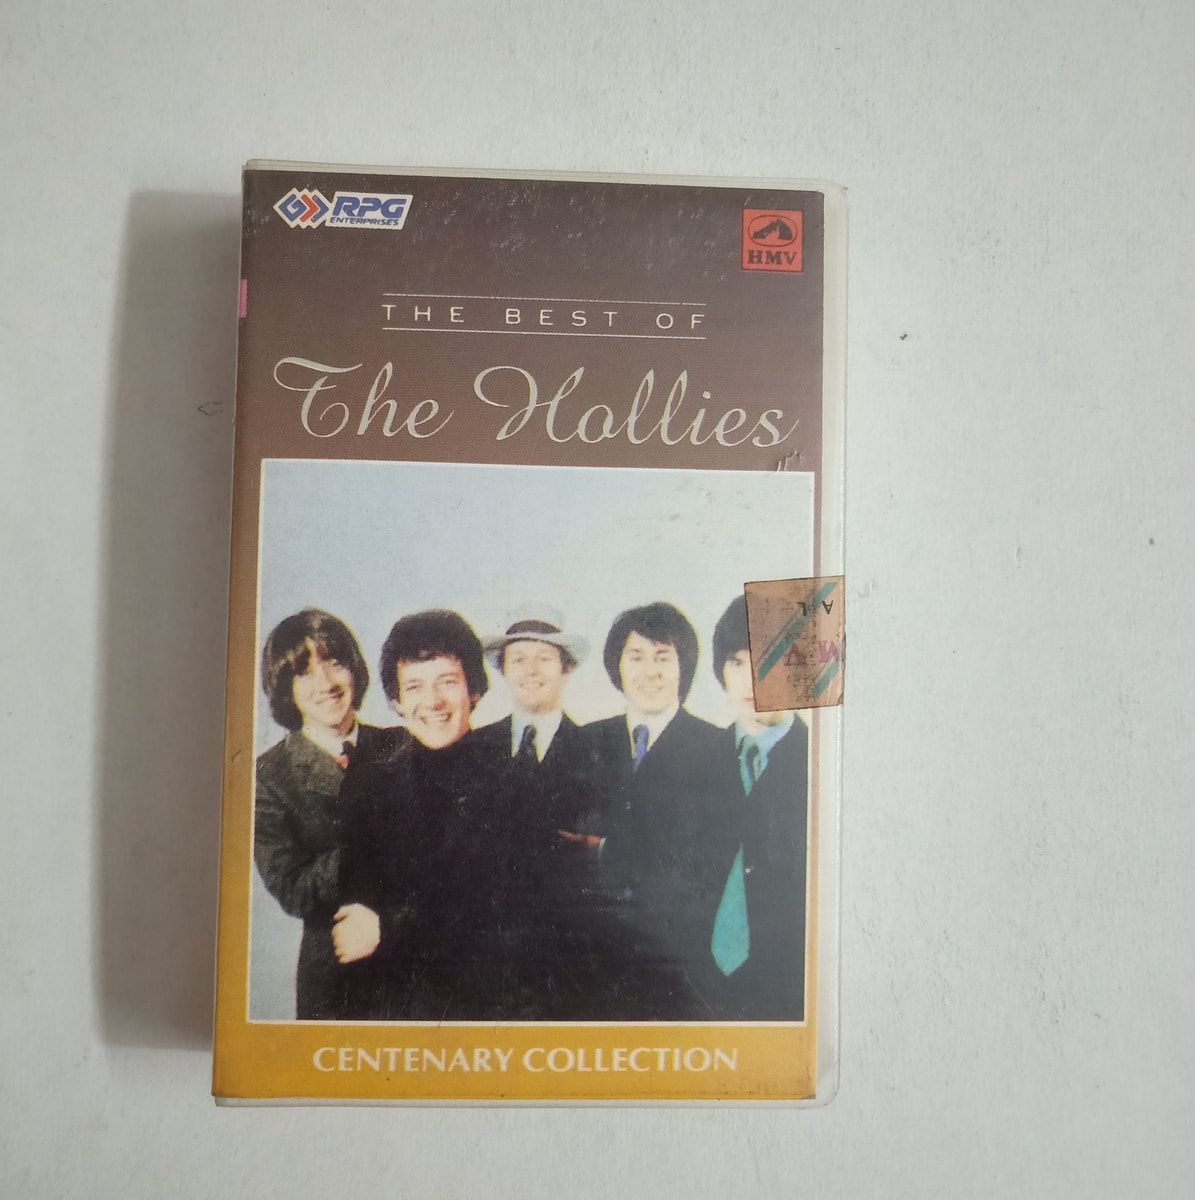 RPG
ENTERPRISES
HMV
THE BEST OF
The Hollies
CENTENARY COLLECTION